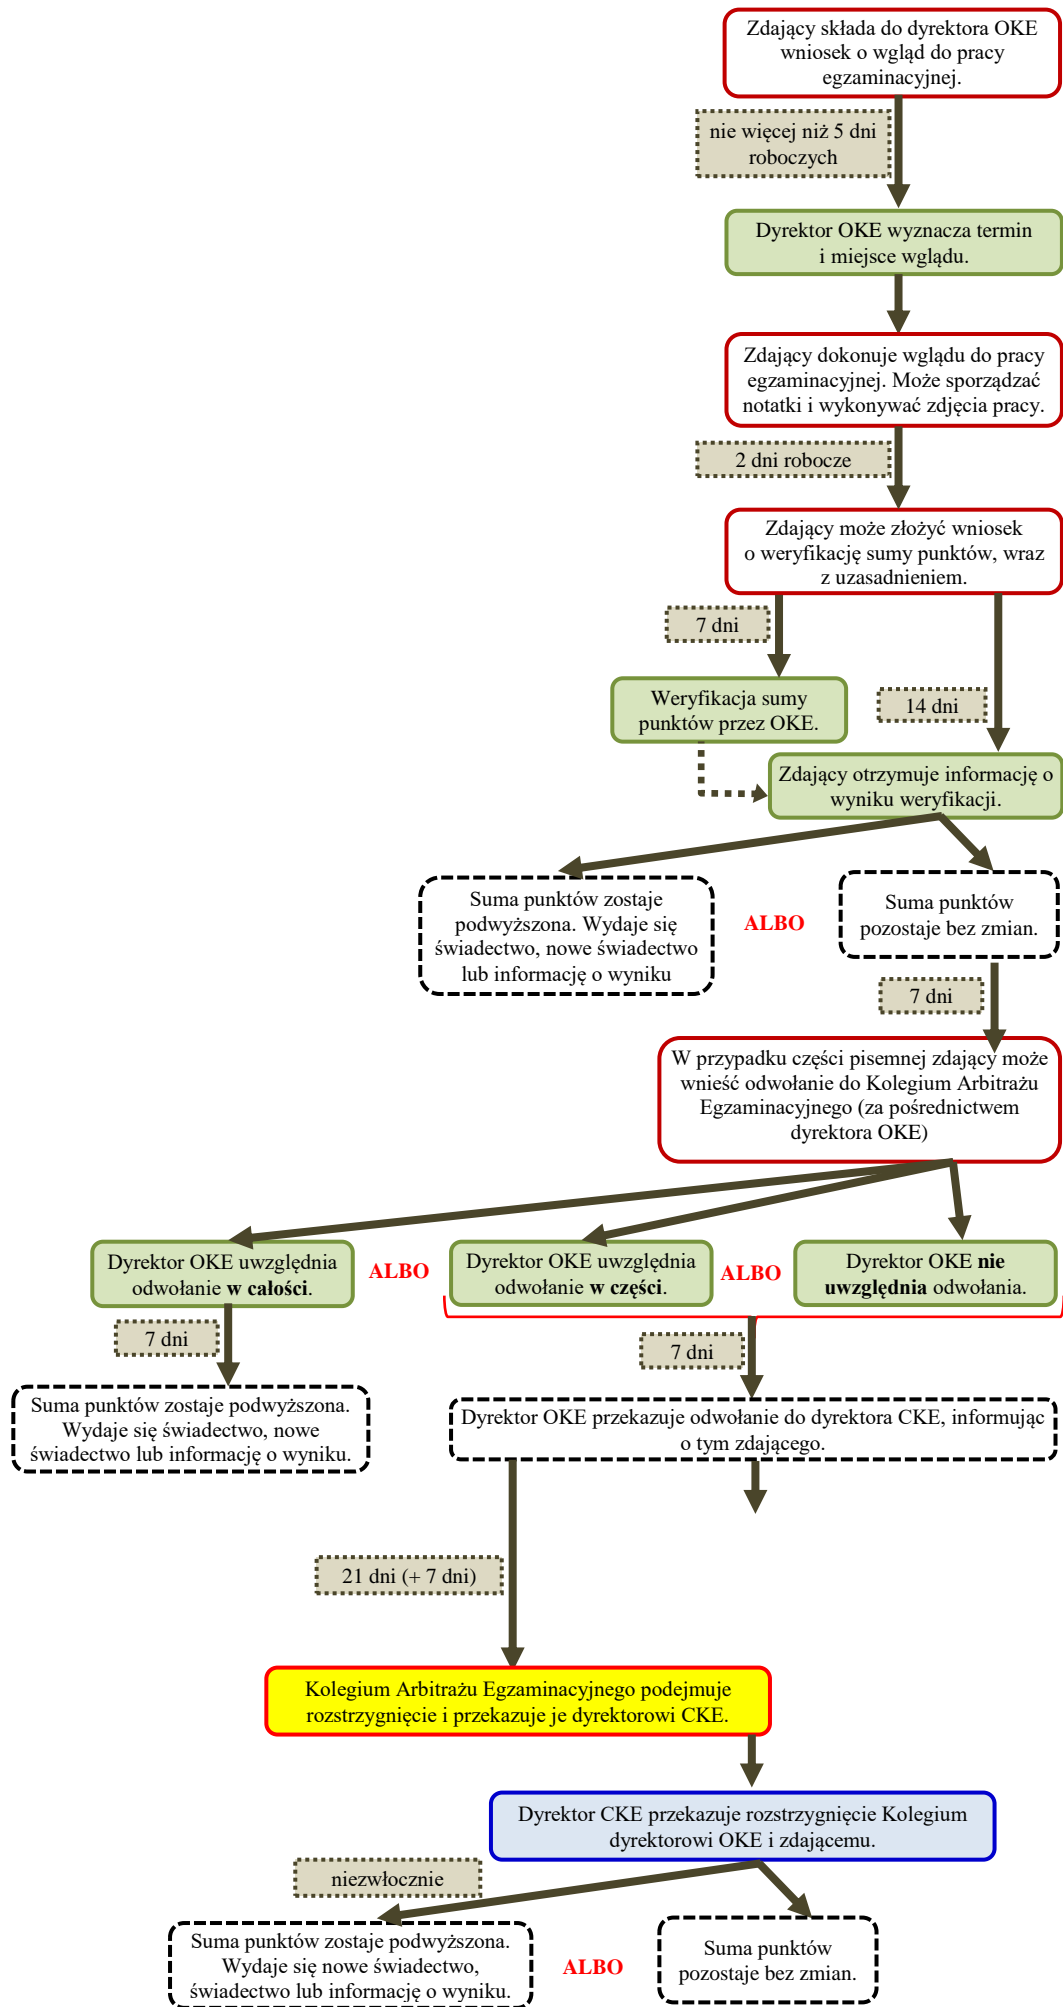 Zdający składa do dyrektora OKE
wniosek o wgląd do pracy
egzaminacyjnej.
nie więcej niż 5 dni
roboczych
Dyrektor OKE wyznacza termin
i miejsce wglądu.
Zdający dokonuje wglądu do pracy
egzaminacyjnej. Może sporządzać
notatki i wykonywać zdjęcia pracy.
2 dni robocze
Zdający może złożyć wniosek
o weryfikację sumy punktów, wraz
z uzasadnieniem.
7 dni
Weryfikacja sumy
punktów przez OKE.
14 dni
Zdający otrzymuje informację o
wyniku weryfikacji.
Suma punktów zostaje
podwyższona. Wydaje się
świadectwo, nowe świadectwo
lub informację o wyniku
ALBO
Suma punktów
pozostaje bez zmian.
7 dni
W przypadku części pisemnej zdający może
wnieść odwołanie do Kolegium Arbitrażu
Egzaminacyjnego (za pośrednictwem
dyrektora OKE)
Dyrektor OKE uwzględnia
odwołanie w całości.
ALBO
Dyrektor OKE uwzględnia
odwołanie w części.
ALBO
Dyrektor OKE nie
uwzględnia odwołania.
7 dni
7 dni
Suma punktów zostaje podwyższona.
Wydaje się świadectwo, nowe
świadectwo lub informację o wyniku.
Dyrektor OKE przekazuje odwołanie do dyrektora CKE, informując
o tym zdającego.
21 dni (+ 7 dni)
Kolegium Arbitrażu Egzaminacyjnego podejmuje
rozstrzygnięcie i przekazuje je dyrektorowi CKE.
Dyrektor CKE przekazuje rozstrzygnięcie Kolegium
dyrektorowi OKE i zdającemu.
niezwłocznie
Suma punktów zostaje podwyższona.
Wydaje się nowe świadectwo,
świadectwo lub informację o wyniku.
ALBO
Suma punktów
pozostaje bez zmian.